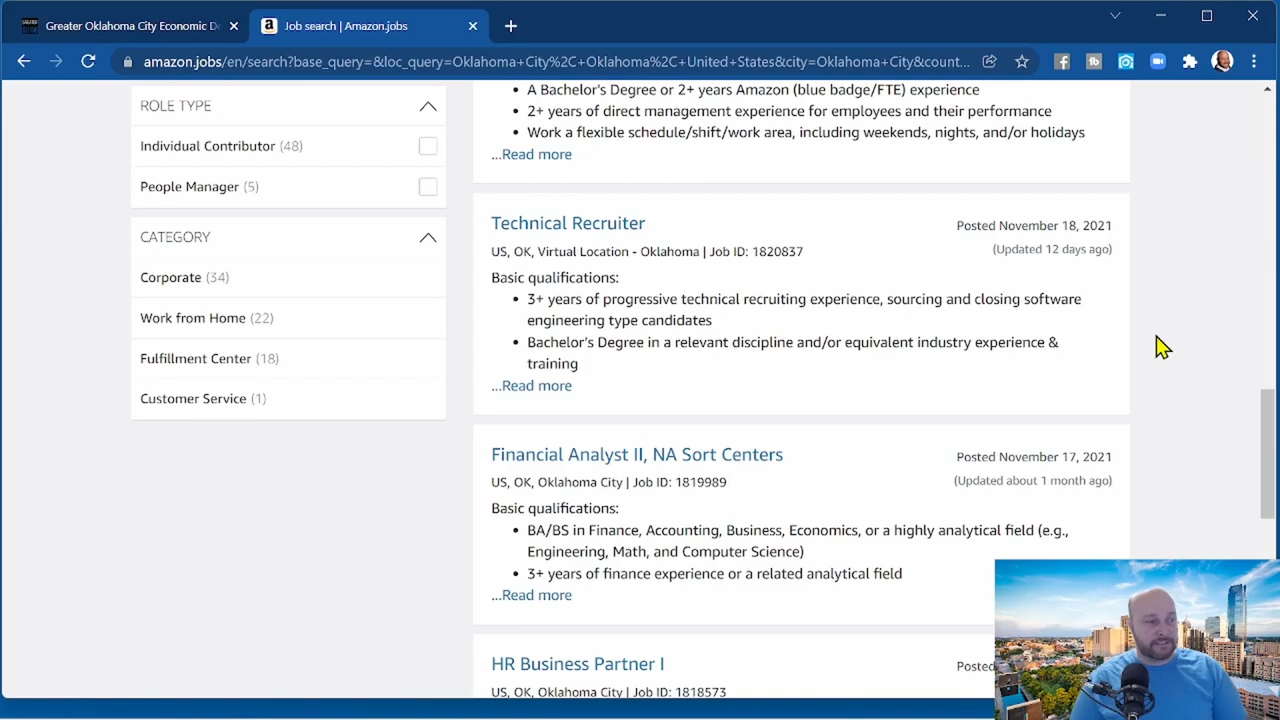 Greater Oklahoma City Economic De
Job search | Amazon.jobs
amazon.jobs/en/search?base_query=&loc_query=Oklahoma+City%2C+Oklahoma%2C+United+States&city=Oklahoma+City&count...
ROLE TYPE
Individual Contributor (48)
People Manager (5)
CATEGORY
Corporate (34)
Work from Home (22)
Fulfillment Center (18)
Customer Service (1)
• A Bachelor's Degree or 2+ years Amazon (blue badge/FTE) experience
• 2+ years of direct management experience for employees and their performance
• Work a flexible schedule/shift/work area, including weekends, nights, and/or holidays
...Read more
Technical Recruiter
Posted November 18, 2021
US, OK, Virtual Location - Oklahoma | Job ID: 1820837
(Updated 12 days ago)
Basic qualifications:
• 3+ years of progressive technical recruiting experience, sourcing and closing software
engineering type candidates
• Bachelor's Degree in a relevant discipline and/or equivalent industry experience &
training
...Read more
Financial Analyst II, NA Sort Centers
Posted November 17, 2021
US, OK, Oklahoma City | Job ID: 1819989
(Updated about 1 month ago)
Basic qualifications:
• BA/BS in Finance, Accounting, Business, Economics, or a highly analytical field (e.g.,
Engineering, Math, and Computer Science)
• 3+ years of finance experience or a related analytical field
...Read more
HR Business Partner I
Posted
US, OK, Oklahoma City | Job ID: 1818573